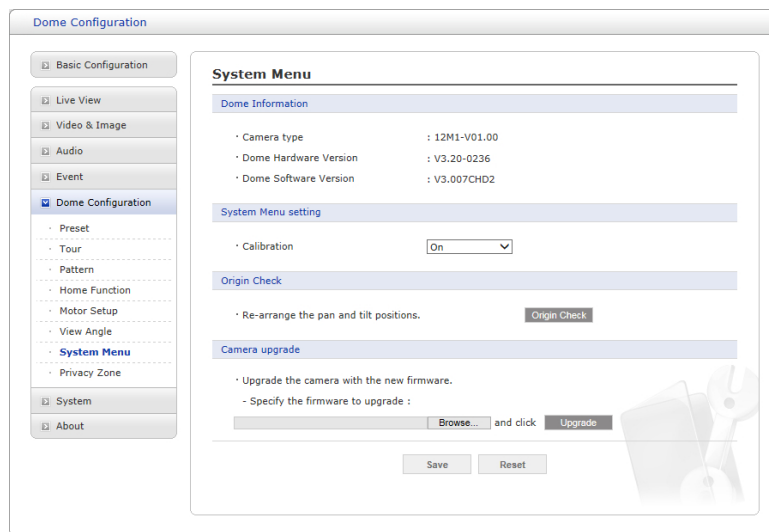 Dome Configuration
Basic Configuration
Live View
Video & Image
Audio
Event
Dome Configuration
· Preset
· Tour
· Pattern
· Home Function
· Motor Setup
· View Angle
· System Menu
· Privacy Zone
System
About
System Menu
Dome Information
· Camera type : 12M1-V01.00
· Dome Hardware Version : V3.20-0236
· Dome Software Version : V3.007CHD2
System Menu setting
· Calibration On
Origin Check
· Re-arrange the pan and tilt positions. Origin Check
Camera upgrade
· Upgrade the camera with the new firmware.
- Specify the firmware to upgrade :
Browse... and click Upgrade
Save Reset